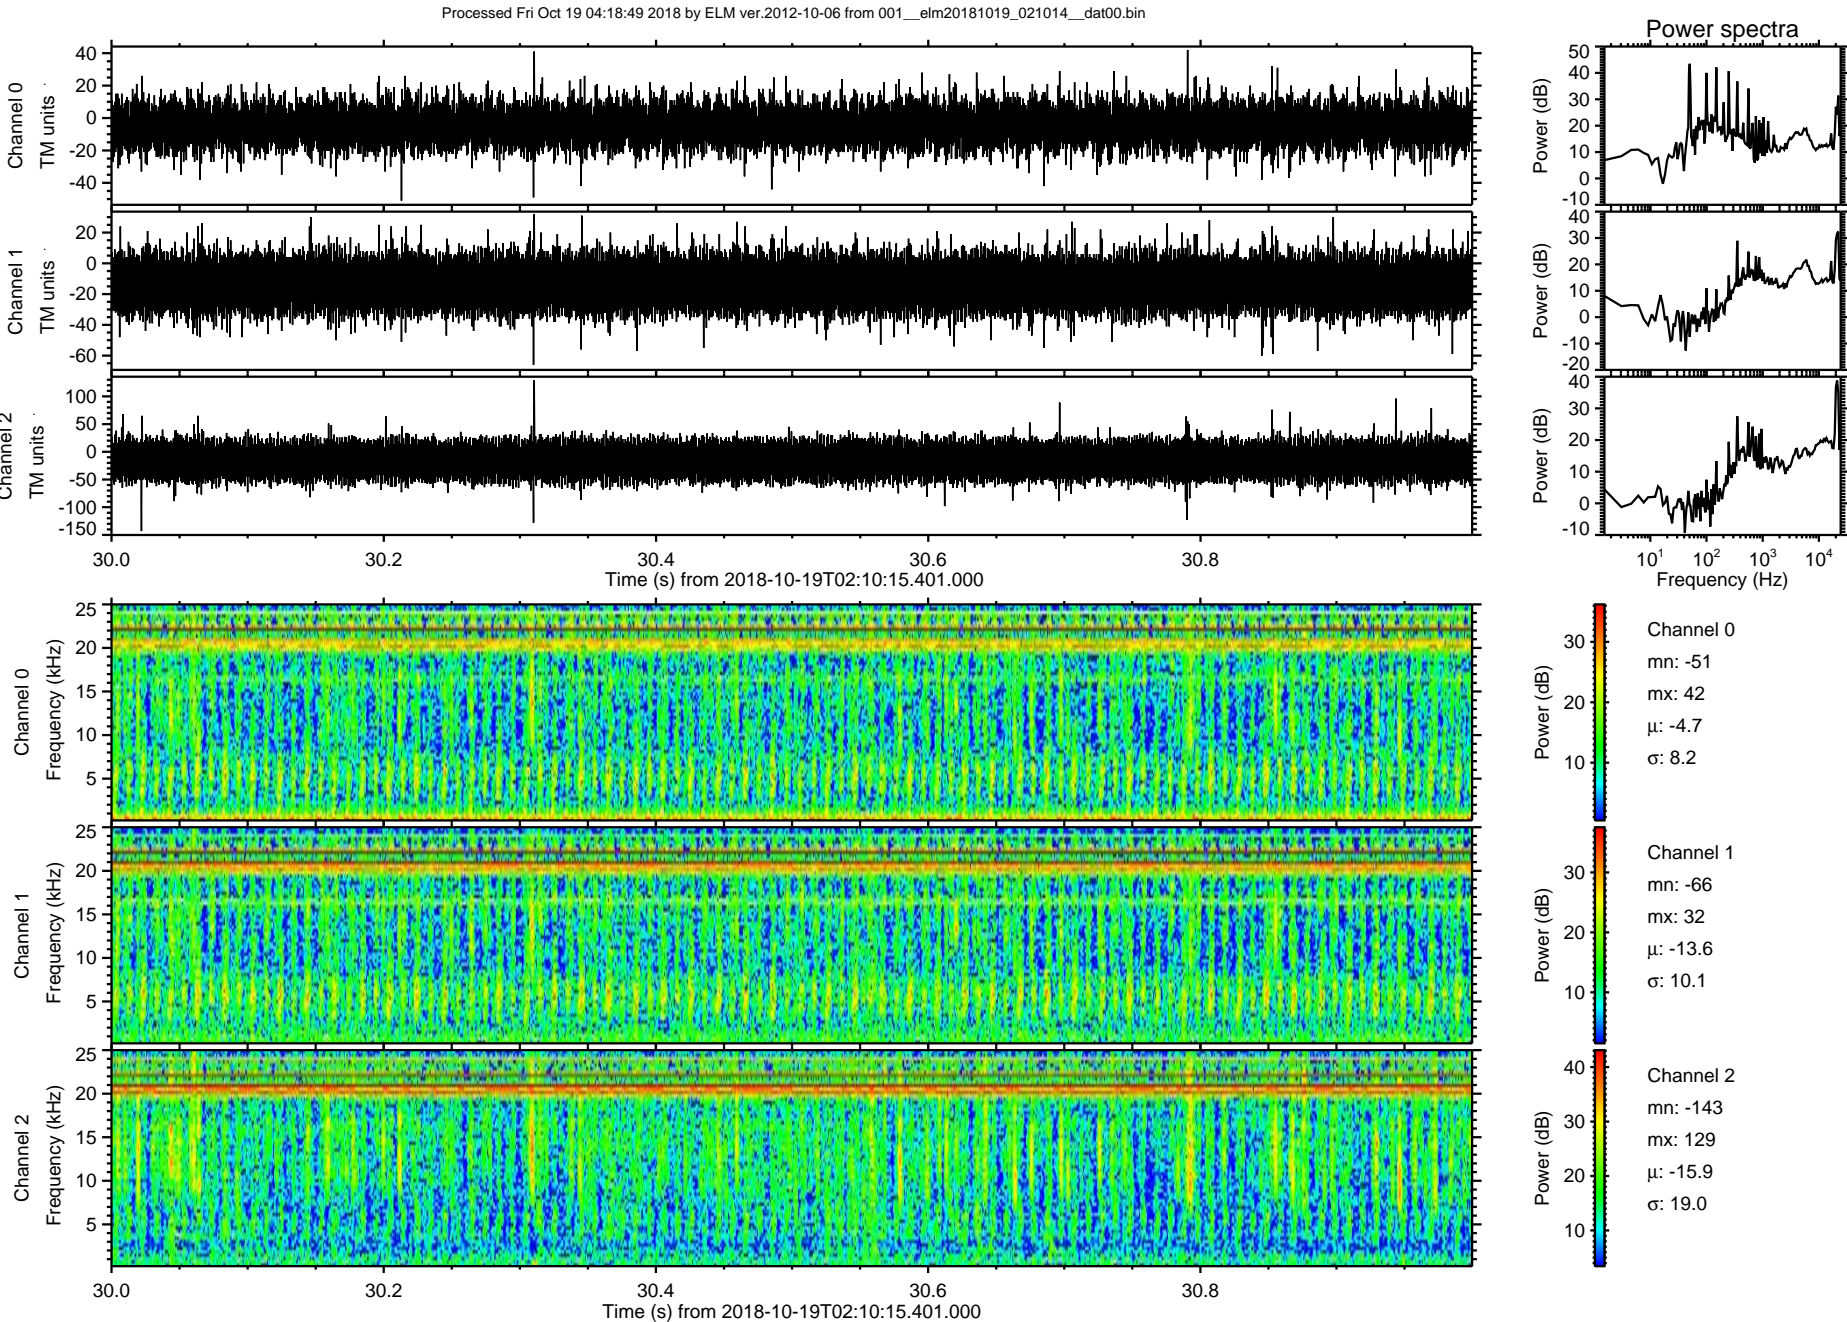 Processed Fri Oct 19 04:18:49 2018 by ELM ver.2012-10-06 from 001__elm20181019_021014__dat00.bin
Power spectra
Channel 0
TM units
40
20
0
-20
-40
Power (dB)
50
40
30
20
10
0
-10
Channel 1
TM units
20
0
-20
-40
-60
Power (dB)
40
30
20
10
0
-10
-20
Channel 2
TM units
100
50
0
-50
-100
-150
Power (dB)
40
30
20
10
0
-10
30.0 30.2 30.4 30.6 30.8
Time (s) from 2018-10-19T02:10:15.401.000
10^1 10^2 10^3 10^4
Frequency (Hz)
Channel 0
Frequency (kHz)
25
20
15
10
5
Power (dB)
30
20
10
Channel 0
mn: -51
mx: 42
μ: -4.7
σ: 8.2
Channel 1
Frequency (kHz)
25
20
15
10
5
Power (dB)
30
20
10
Channel 1
mn: -66
mx: 32
μ: -13.6
σ: 10.1
Channel 2
Frequency (kHz)
25
20
15
10
5
Power (dB)
40
30
20
10
Channel 2
mn: -143
mx: 129
μ: -15.9
σ: 19.0
30.0 30.2 30.4 30.6 30.8
Time (s) from 2018-10-19T02:10:15.401.000